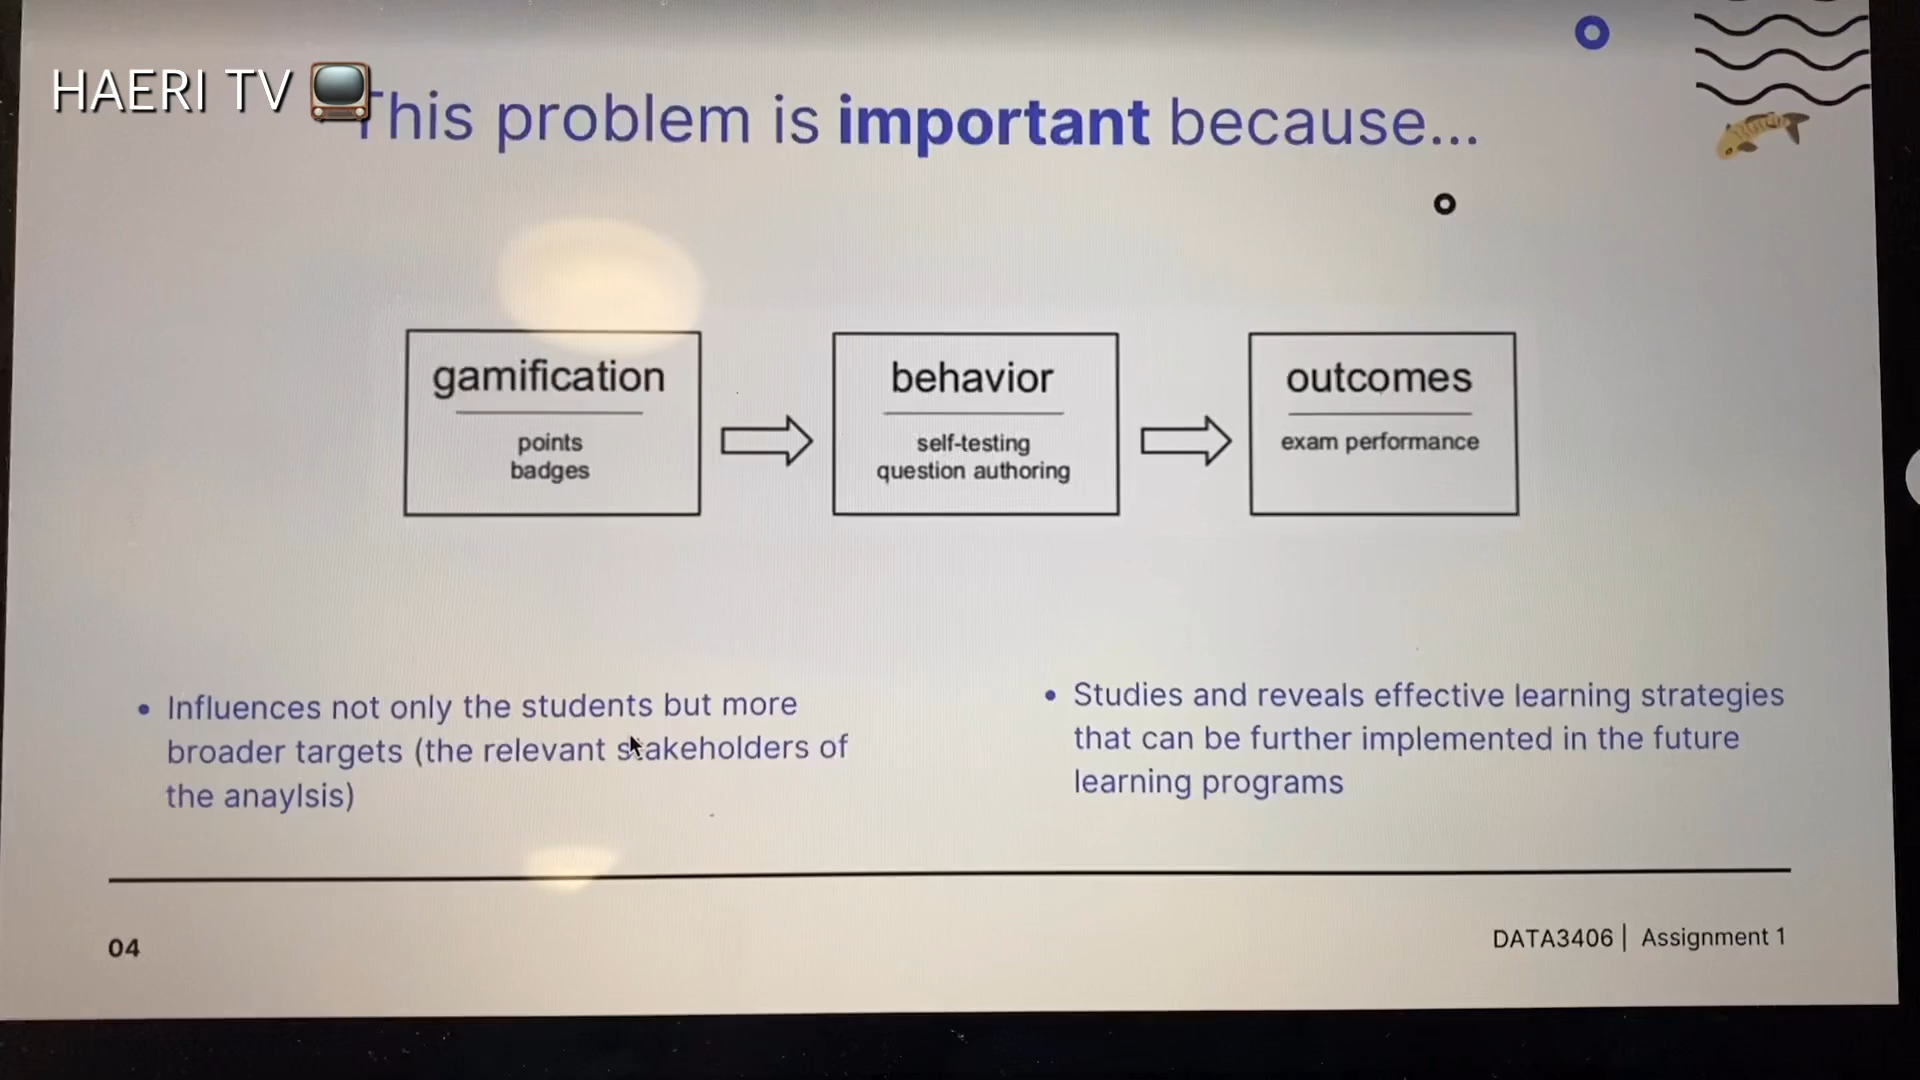 HAERI TV
This problem is important because...
gamification
points
badges
behavior
self-testing
question authoring
outcomes
exam performance
• Influences not only the students but more
broader targets (the relevant stakeholders of
the anaylsis)
• Studies and reveals effective learning strategies
that can be further implemented in the future
learning programs
04
DATA3406 | Assignment 1